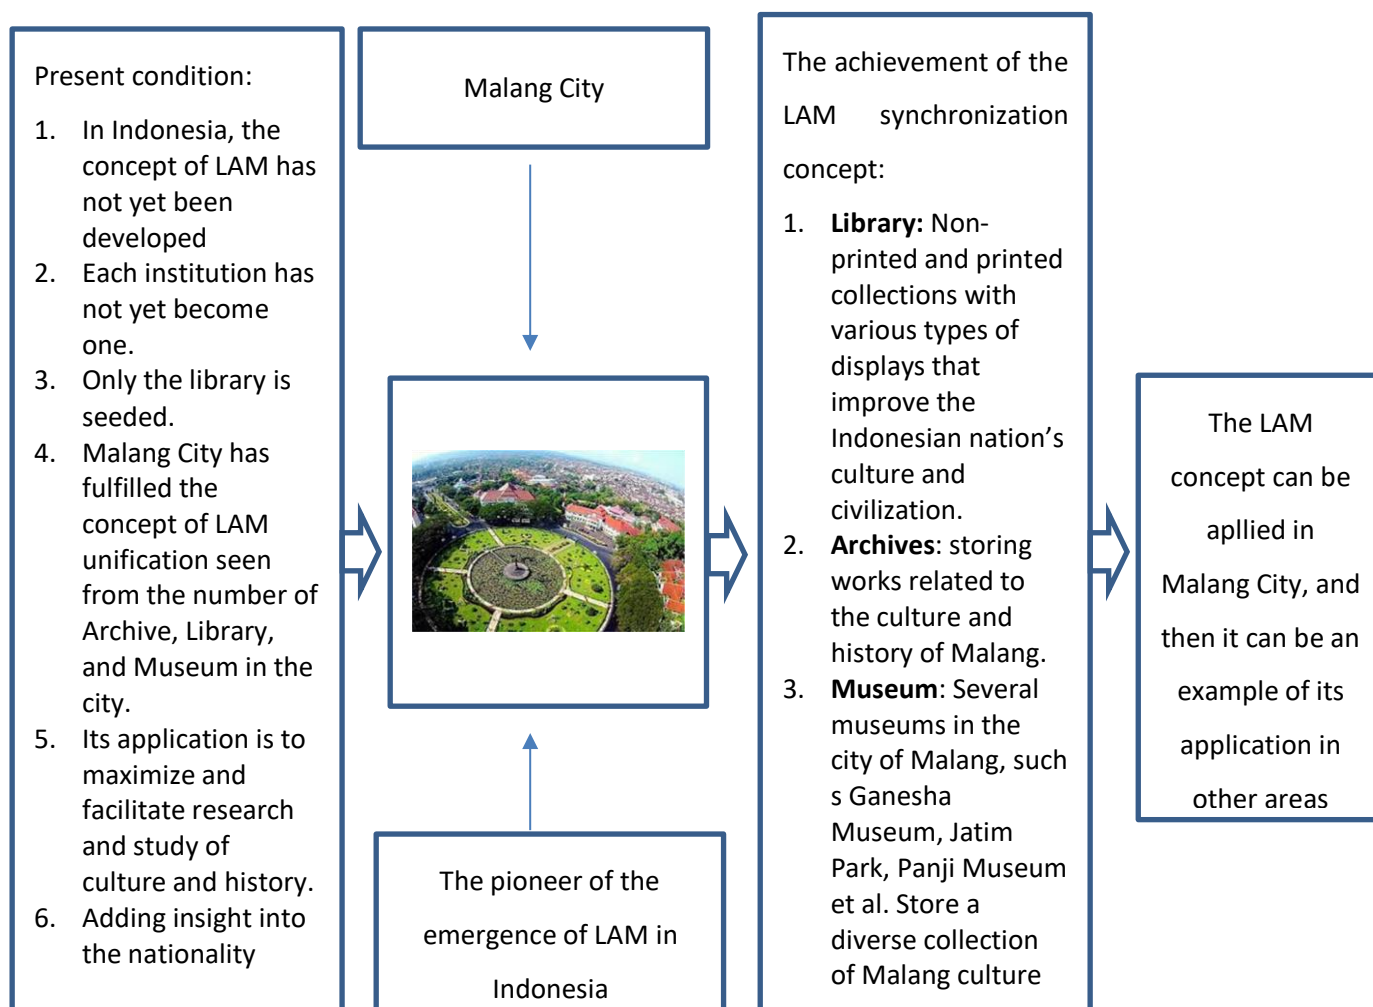 Present condition:
1. In Indonesia, the
concept of LAM has
not yet been
developed
2. Each institution has
not yet become
one.
3. Only the library is
seeded.
4. Malang City has
fulfilled the
concept of LAM
unification seen
from the number of
Archive, Library,
and Museum in the
city.
5. Its application is to
maximize and
facilitate research
and study of
culture and history.
6. Adding insight into
the nationality
Malang City
The pioneer of the
emergence of LAM in
Indonesia
The achievement of the
LAM synchronization
concept:
1. Library: Non-
printed and printed
collections with
various types of
displays that
improve the
Indonesian nation’s
culture and
civilization.
2. Archives: storing
works related to
the culture and
history of Malang.
3. Museum: Several
museums in the
city of Malang, such
s Ganesha
Museum, Jatim
Park, Panji Museum
et al. Store a
diverse collection
of Malang culture
The LAM
concept can be
apllied in
Malang City, and
then it can be an
example of its
application in
other areas